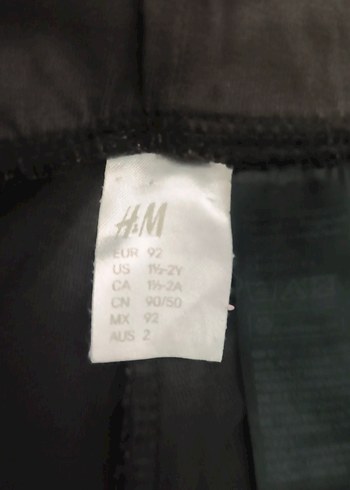 H&M
EUR 92
US 1½-2Y
CA 1½-2A
CN 90/50
MX 92
AUS 2